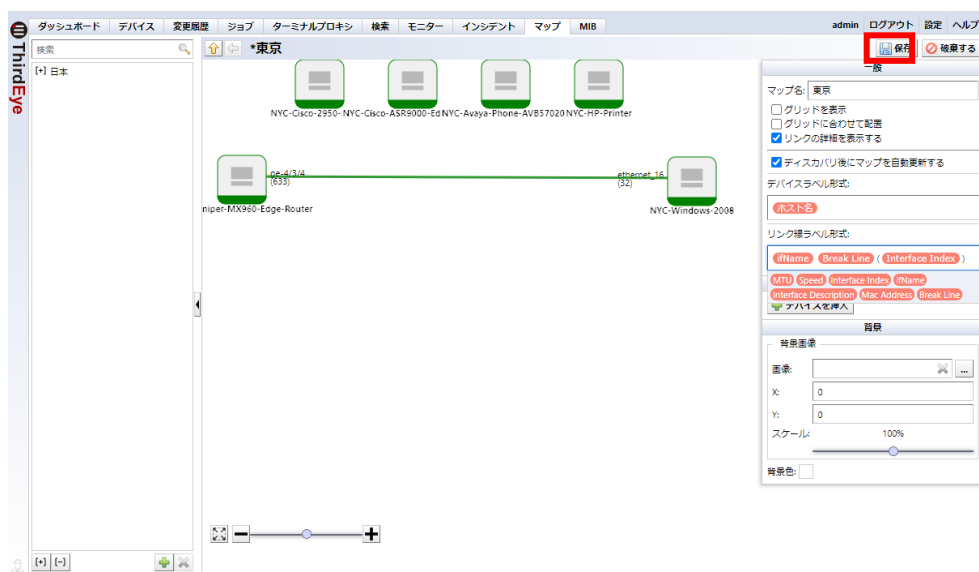 ThirdEye
ダッシュボード デバイス 変更履歴 ジョブ ターミナルプロキシ 検索 モニター インシデント マップ MIB
admin ログアウト 設定 ヘルプ
検索
*東京
保存 破棄する
[+] 日本
一般
マップ名: 東京
グリッドを表示
グリッドに合わせて配置
リンクの詳細を表示する
ディスカバリ後にマップを自動更新する
デバイスラベル形式:
ホスト名
リンク線ラベル形式:
ifName Break Line ( Interface Index )
MTU Speed Interface Index ifName
Interface Description Mac Address Break Line
デバイスを挿入
背景
背景画像
画像: ...
X: 0
Y: 0
スケール: 100%
背景色:
NYC-Cisco-2950- NYC-Cisco-ASR9000-Ed NYC-Avaya-Phone-AVB57020 NYC-HP-Printer
ge-4/3/4
(633)
ethernet_16
(32)
niper-MX960-Edge-Router
NYC-Windows-2008
[+] [-]